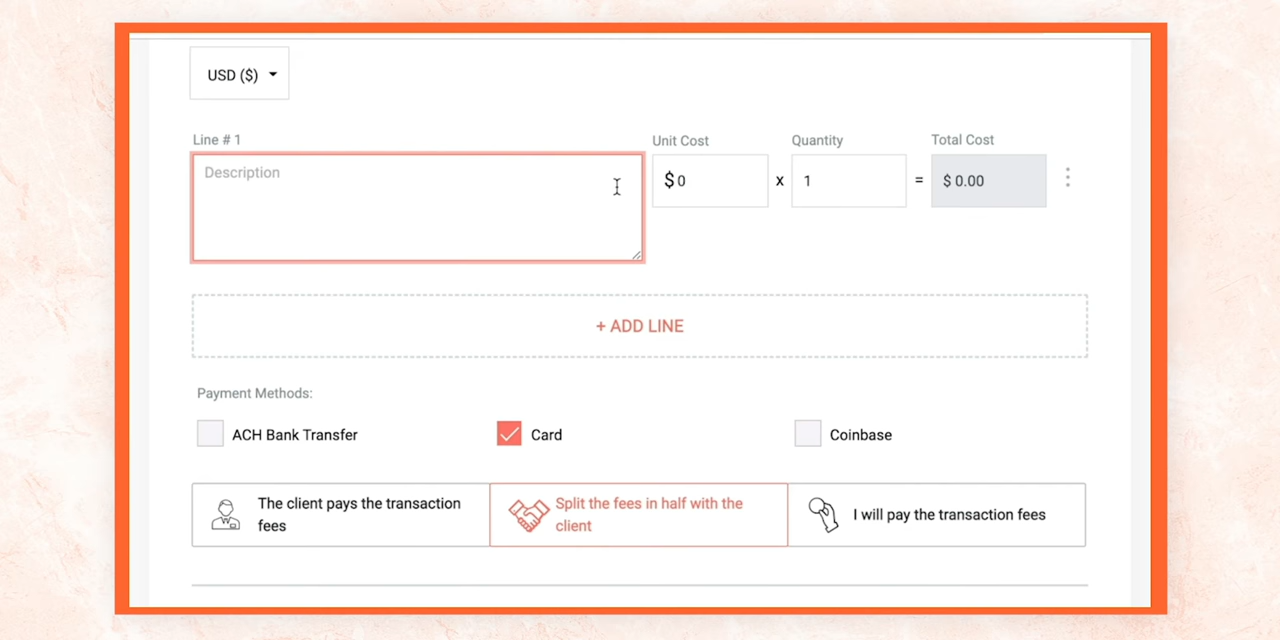 USD ($)
Line # 1
Unit Cost
Quantity
Total Cost
Description
$ 0
x
1
=
$ 0.00
+ ADD LINE
Payment Methods:
ACH Bank Transfer
Card
Coinbase
The client pays the transaction
fees
Split the fees in half with the
client
I will pay the transaction fees